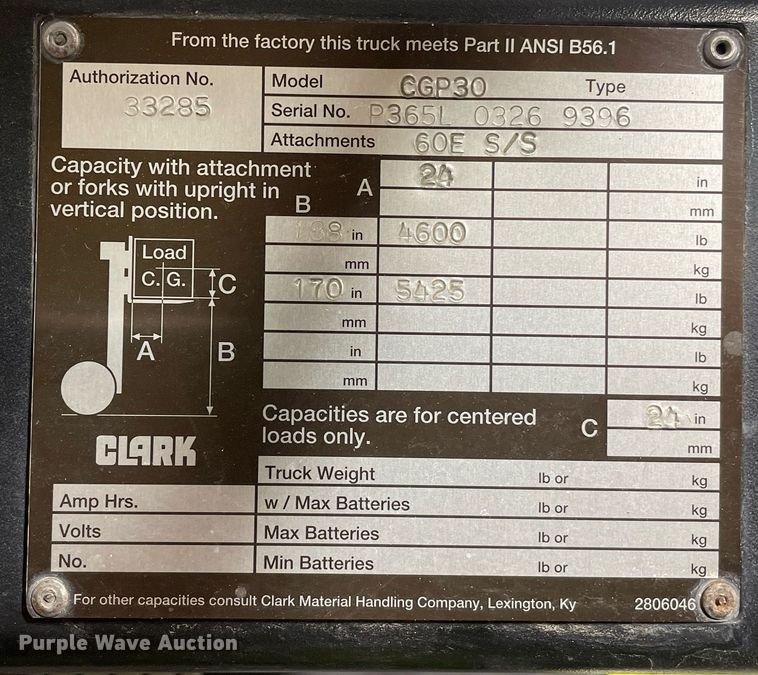 From the factory this truck meets Part II ANSI B56.1
Authorization No.
33285
Model CGP30 Type
Serial No. P365L 0326 9396
Attachments 60E S/S
Capacity with attachment
or forks with upright in
vertical position.
A 24 in
mm
B
188 in 4600 lb
mm kg
170 in 5425 lb
mm kg
in lb
mm kg
Load
C. G.
C
A
B
CLARK
Capacities are for centered
loads only.
C 24 in
mm
Truck Weight lb or kg
Amp Hrs. w / Max Batteries lb or kg
Volts Max Batteries lb or kg
No. Min Batteries lb or kg
For other capacities consult Clark Material Handling Company, Lexington, Ky 2806046
Purple Wave Auction